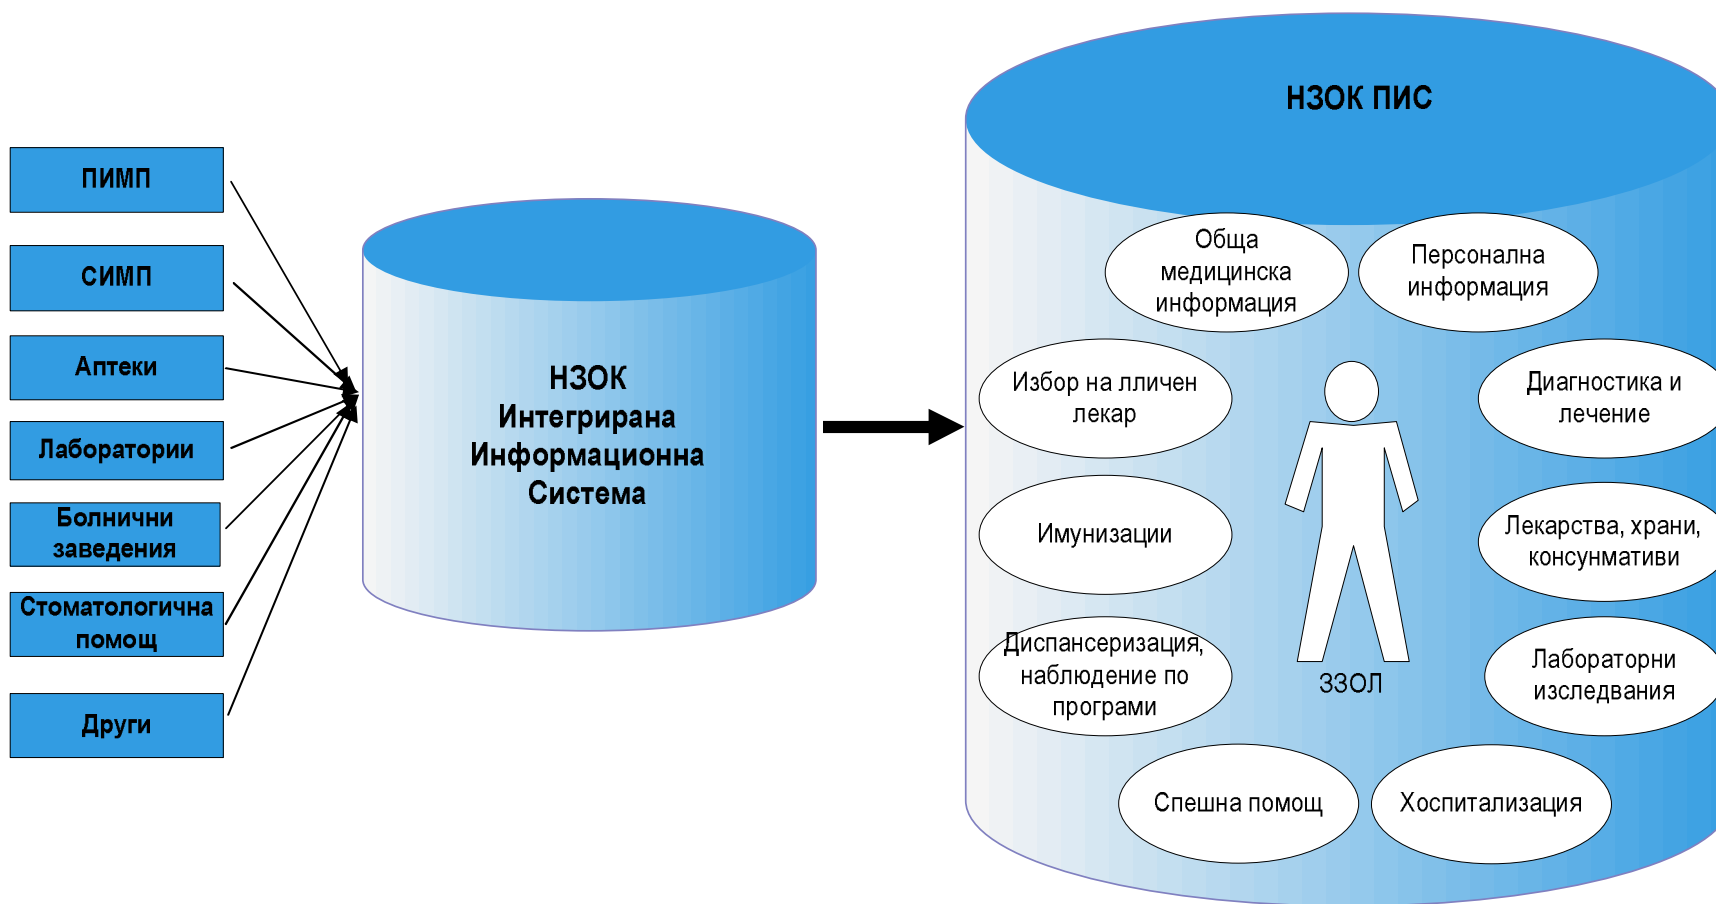 ПИМП
СИМП
Аптеки
Лаборатории
Болнични
заведения
Стоматологична
помощ
Други
НЗОК
Интегрирана
Информационна
Система
НЗОК ПИС
Обща
медицинска
информация
Персонална
информация
Избор на лличен
лекар
Диагностика и
лечение
Имунизации
Лекарства, храни,
консунмативи
Диспансеризация,
наблюдение по
програми
ЗЗОЛ
Лабораторни
изследвания
Спешна помощ
Хоспитализация